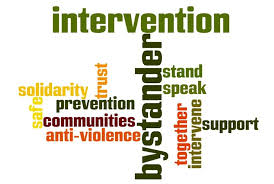 intervention
bystander
solidarity
trust
stand
safe
prevention
speak
communities
together
intervene
support
anti-violence